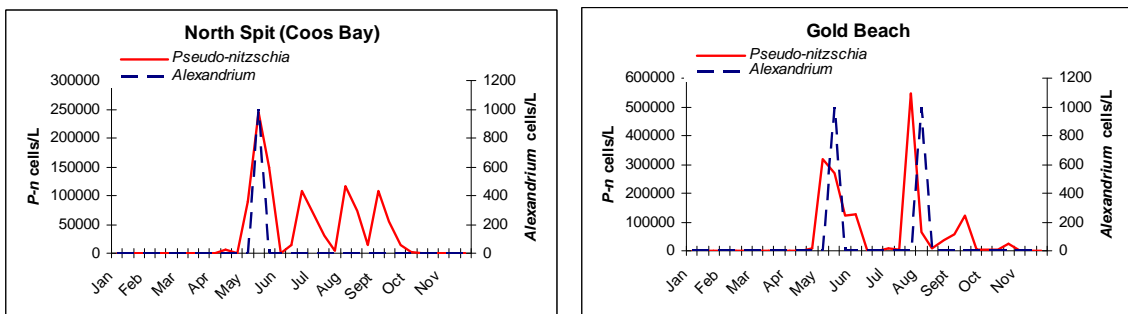 North Spit (Coos Bay)
Pseudo-nitzschia
Alexandrium
P-n cells/L
300000
250000
200000
150000
100000
50000
0
1200
1000
800
600
400
200
0
Alexandrium cells/L
Jan Feb Mar Apr May Jun Jul Aug Sept Oct Nov
Gold Beach
Pseudo-nitzschia
Alexandrium
P-n cells/L
600000
500000
400000
300000
200000
100000
0
1200
1000
800
600
400
200
0
Alexandrium cells/L
Jan Feb Mar Apr May Jun Jul Aug Sept Oct Nov